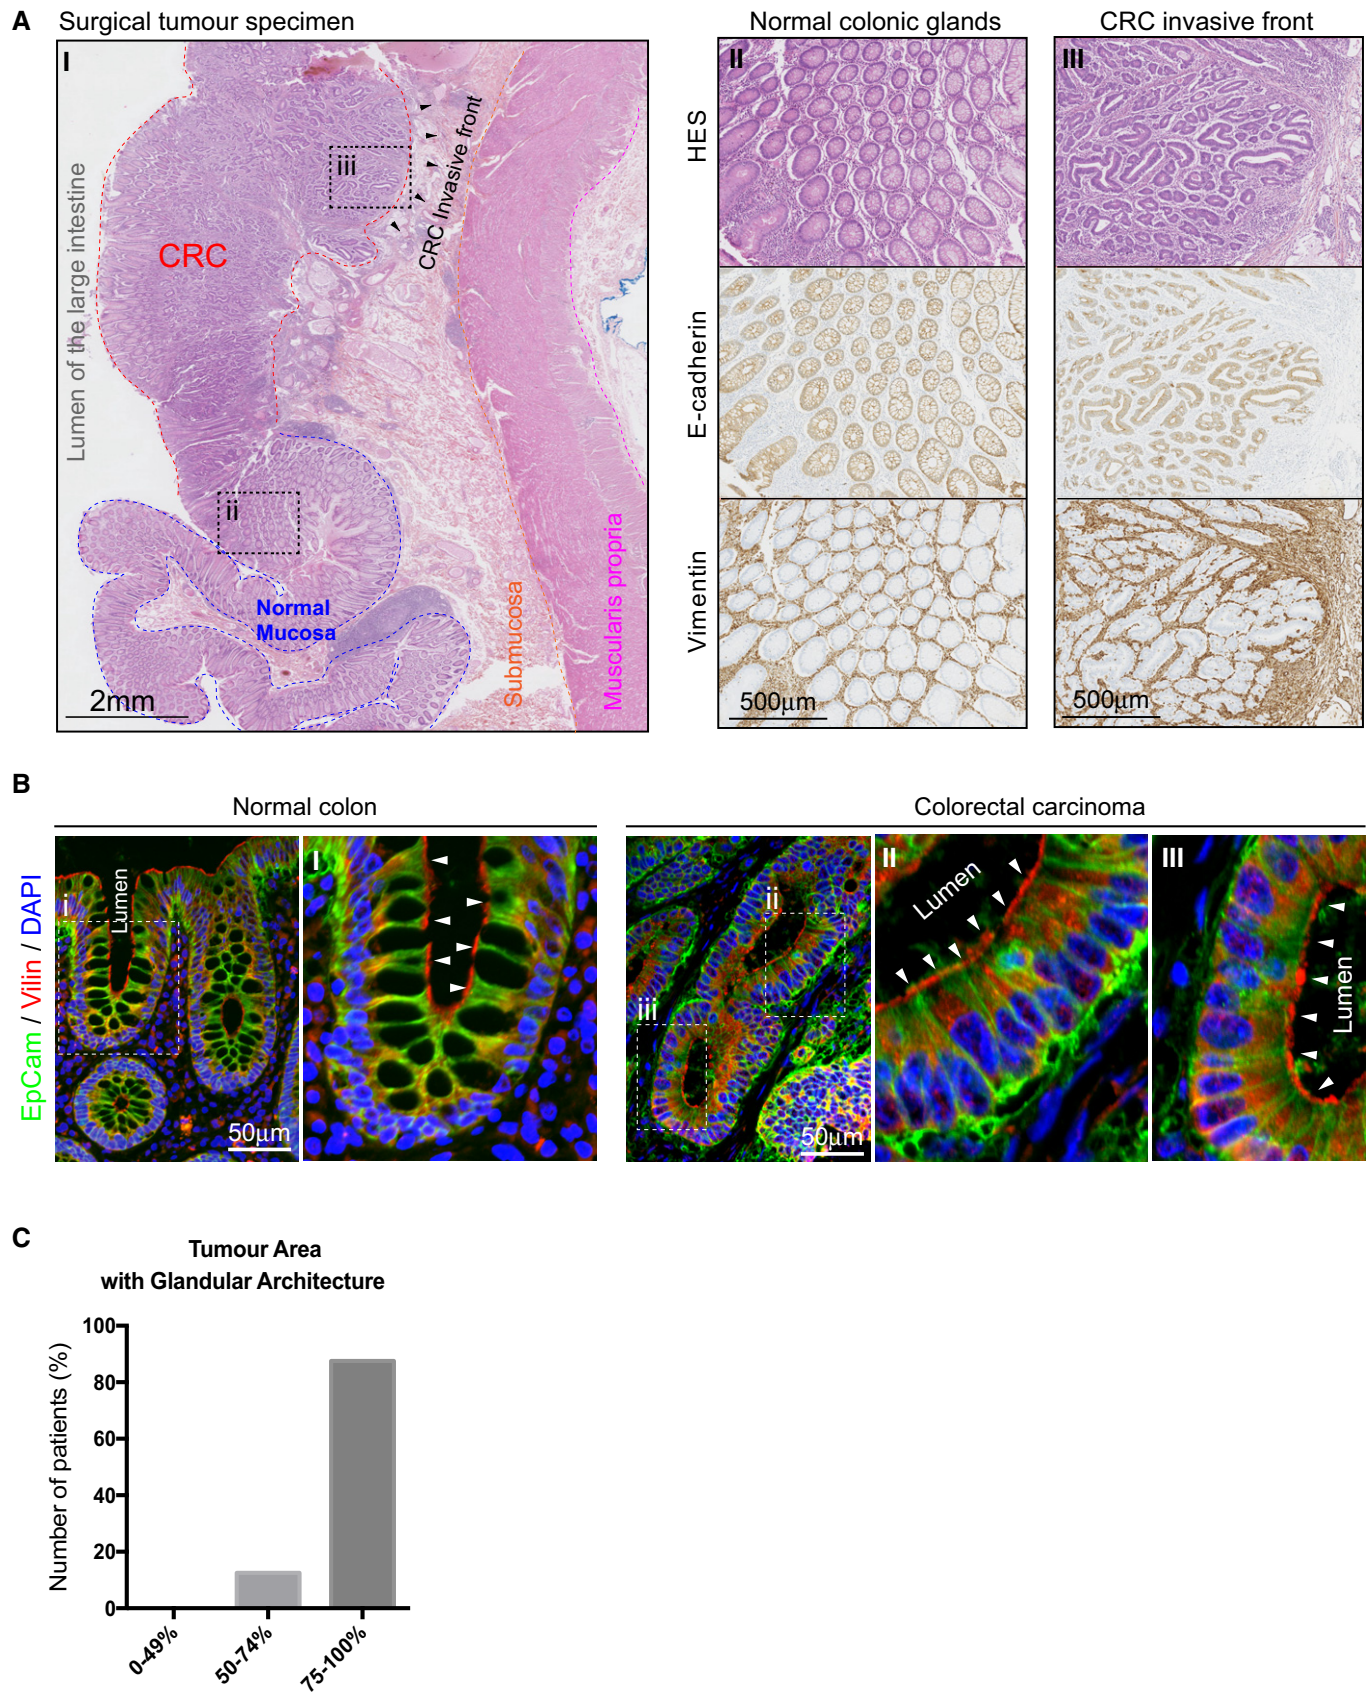 A
Surgical tumour specimen
Normal colonic glands
CRC invasive front
I
iii
CRC Invasive front
CRC
Lumen of the large intestine
ii
Normal
Mucosa
Submucosa
Muscularis propria
2mm
II
III
HES
E-cadherin
Vimentin
500μm
500μm
B
Normal colon
Colorectal carcinoma
EpCam / Vilin / DAPI
i
Lumen
50μm
I
ii
iii
50μm
II
Lumen
III
Lumen
C
Tumour Area
with Glandular Architecture
Number of patients (%)
100
80
60
40
20
0
0-49%
50-74%
75-100%